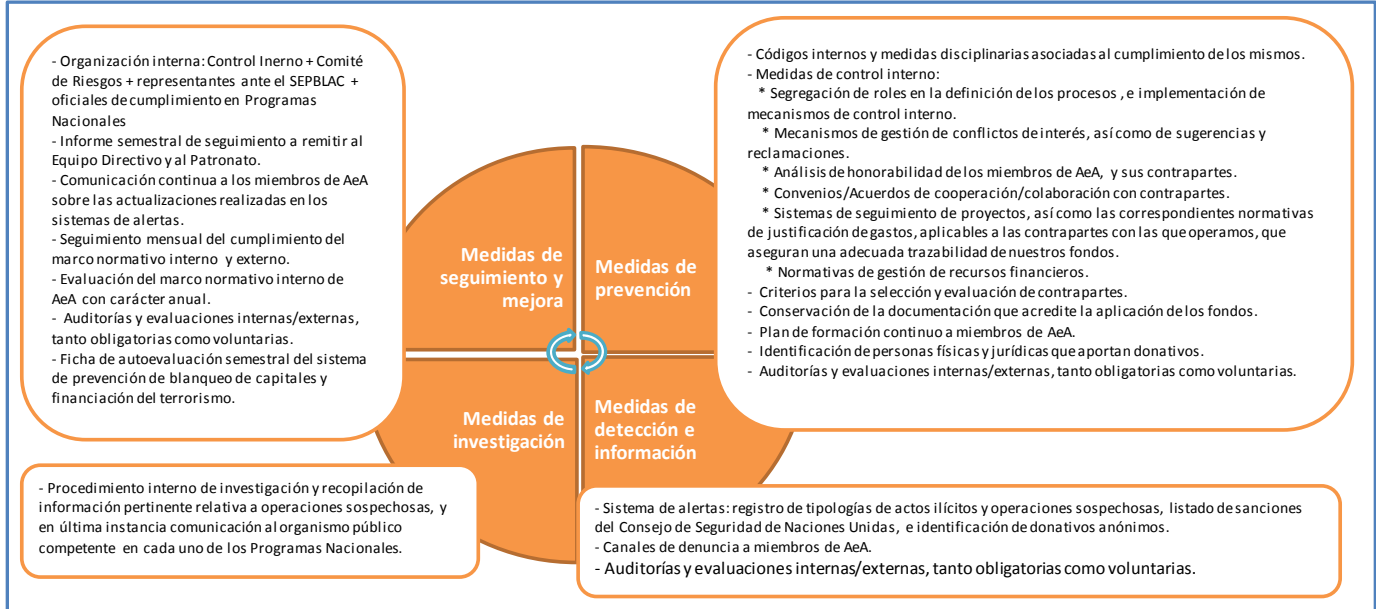 - Organización interna: Control Inerno + Comité
de Riesgos + representantes ante el SEPBLAC +
oficiales de cumplimiento en Programas
Nacionales
- Informe semestral de seguimiento a remitir al
Equipo Directivo y al Patronato.
- Comunicación continua a los miembros de AeA
sobre las actualizaciones realizadas en los
sistemas de alertas.
- Seguimiento mensual del cumplimiento del
marco normativo interno y externo.
- Evaluación del marco normativo interno de
AeA con carácter anual.
- Auditorías y evaluaciones internas/externas,
tanto obligatorias como voluntarias.
- Ficha de autoevaluación semestral del sistema
de prevención de blanqueo de capitales y
financiación del terrorismo.
- Códigos internos y medidas disciplinarias asociadas al cumplimiento de los mismos.
- Medidas de control interno:
* Segregación de roles en la definición de los procesos , e implementación de
mecanismos de control interno.
* Mecanismos de gestión de conflictos de interés, así como de sugerencias y
reclamaciones.
* Análisis de honorabilidad de los miembros de AeA, y sus contrapartes.
* Convenios/Acuerdos de cooperación/colaboración con contrapartes.
* Sistemas de seguimiento de proyectos, así como las correspondientes normativas
de justificación de gastos, aplicables a las contrapartes con las que operamos, que
aseguran una adecuada trazabilidad de nuestros fondos.
* Normativas de gestión de recursos financieros.
- Criterios para la selección y evaluación de contrapartes.
- Conservación de la documentación que acredite la aplicación de los fondos.
- Plan de formación continuo a miembros de AeA.
- Identificación de personas físicas y jurídicas que aportan donativos.
- Auditorías y evaluaciones internas/externas, tanto obligatorias como voluntarias.
Medidas de
seguimiento y
mejora
Medidas de
prevención
Medidas de
investigación
Medidas de
detección e
información
- Procedimiento interno de investigación y recopilación de
información pertinente relativa a operaciones sospechosas, y
en última instancia comunicación al organismo público
competente en cada uno de los Programas Nacionales.
- Sistema de alertas: registro de tipologías de actos ilícitos y operaciones sospechosas, listado de sanciones
del Consejo de Seguridad de Naciones Unidas, e identificación de donativos anónimos.
- Canales de denuncia a miembros de AeA.
- Auditorías y evaluaciones internas/externas, tanto obligatorias como voluntarias.